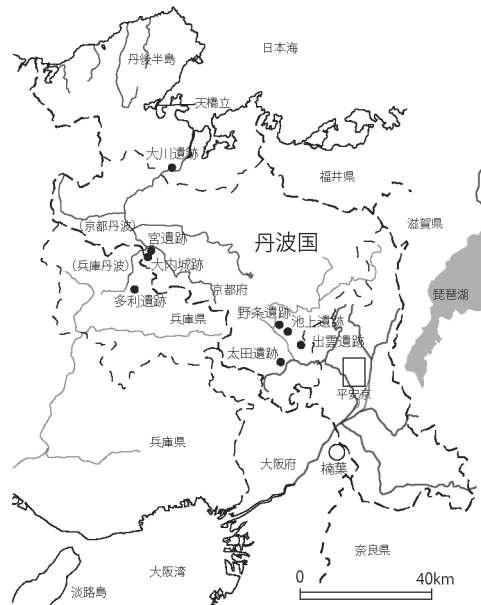 日本海
丹後半島
天橋立
大川遺跡
福井県
(京都丹波)
滋賀県
宮遺跡
丹波国
(兵庫丹波)
大内城跡
京都府
琵琶湖
多利遺跡
兵庫県
野条遺跡
池上遺跡
出雲遺跡
太田遺跡
平安京
兵庫県
大阪府
楠葉
奈良県
大阪湾
淡路島
0
40km